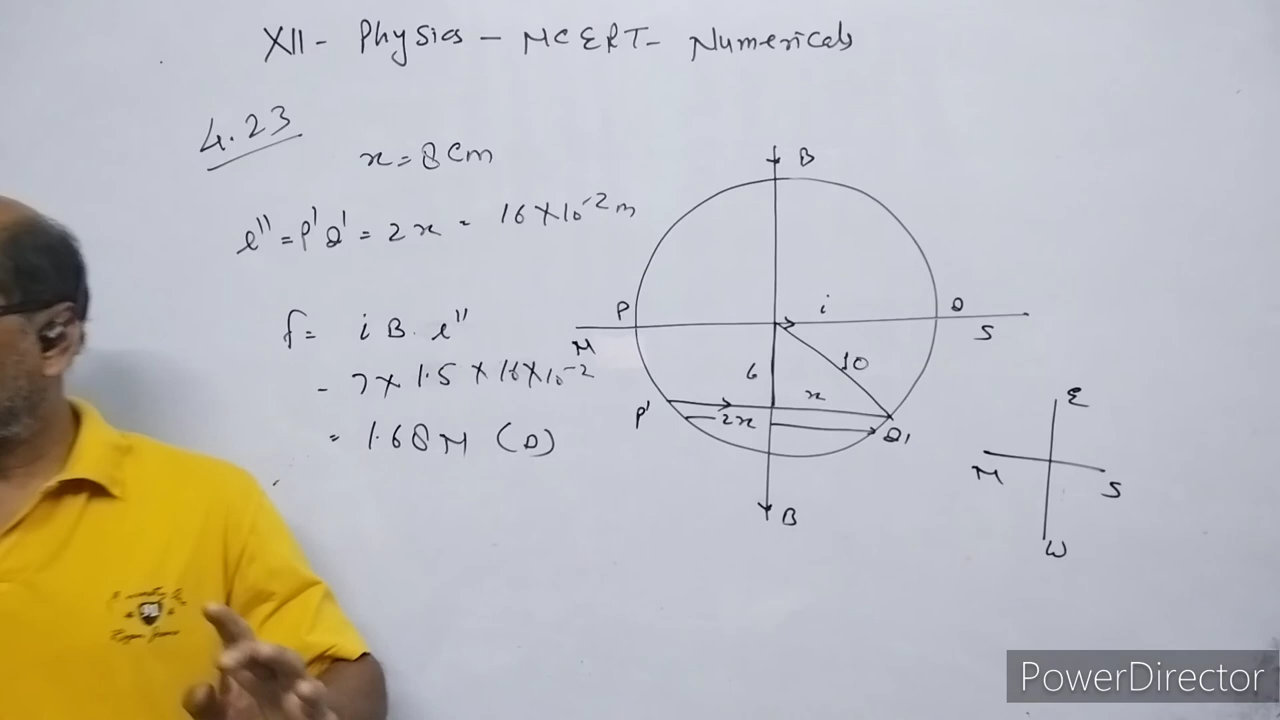 XII - Physics - NCERT - Numericals
4.23
x = 8 cm
l'' = P'Q' = 2x = 16 × 10⁻² m
f = i B . l''
= 7 × 1.5 × 16 × 10⁻²
= 1.68 N (D)
B
P
i
Q
N
S
6
10
x
P'
2x
Q'
B
E
N
S
W
PowerDirector